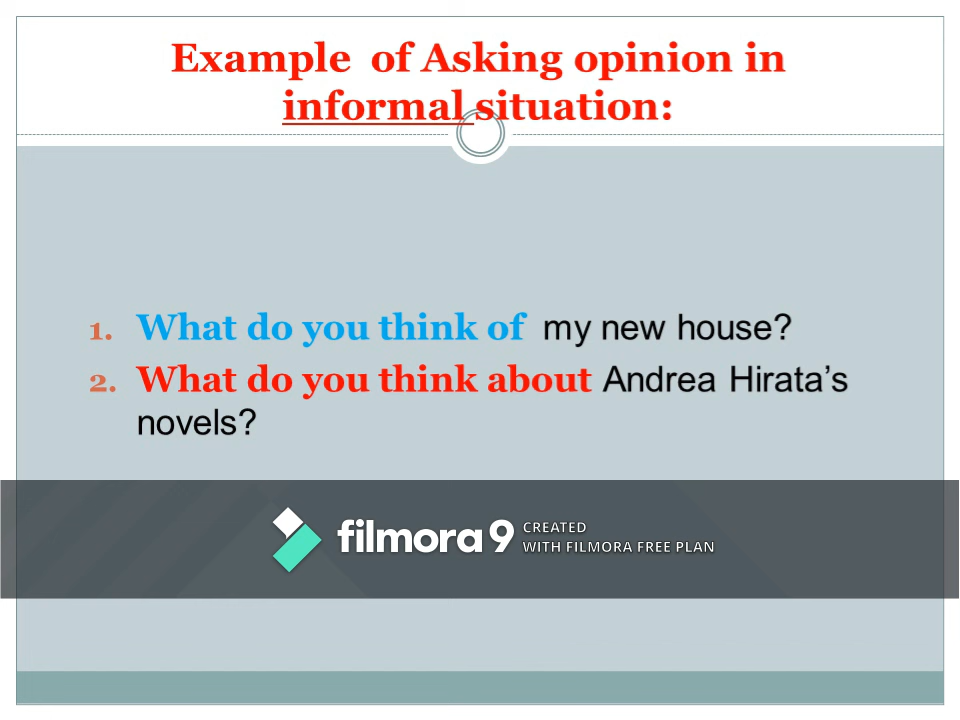 Example of Asking opinion in
informal situation:
1. What do you think of my new house?
2. What do you think about Andrea Hirata’s
novels?
filmora 9 CREATED
WITH FILMORA FREE PLAN